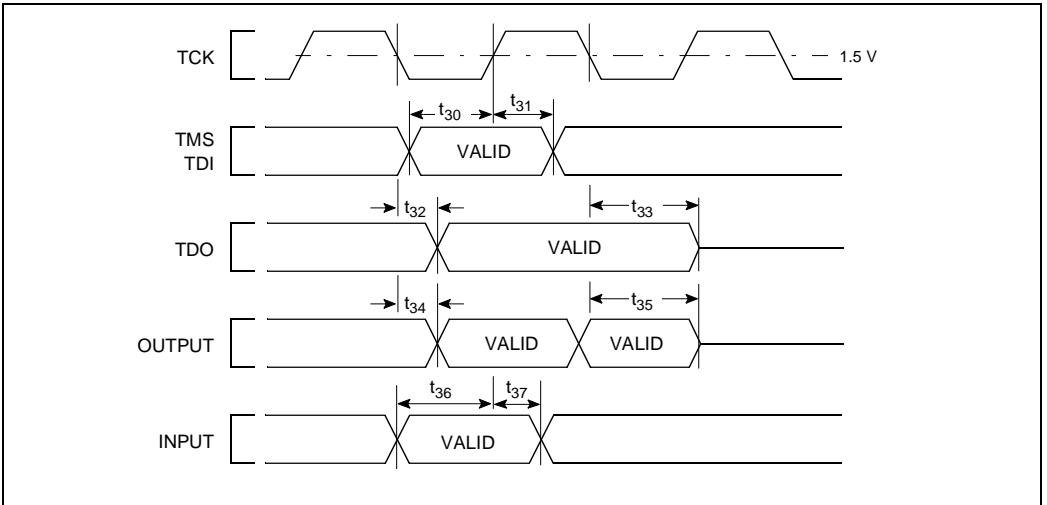 TCK
1.5 V
t30
t31
TMS
TDI
VALID
t32
t33
TDO
VALID
t34
t35
OUTPUT
VALID
VALID
t36
t37
INPUT
VALID